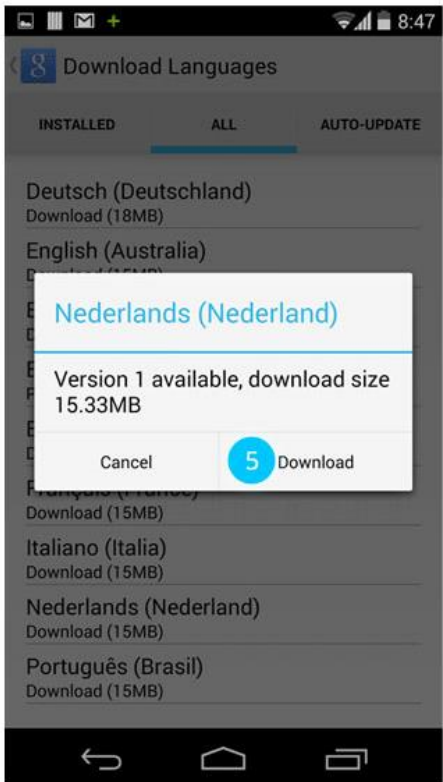 8:47
8 Download Languages
INSTALLED ALL AUTO-UPDATE
Deutsch (Deutschland)
Download (18MB)
English (Australia)
Nederlands (Nederland)
Version 1 available, download size
15.33MB
Cancel 5 Download
Download (15MB)
Italiano (Italia)
Download (15MB)
Nederlands (Nederland)
Download (15MB)
Português (Brasil)
Download (15MB)